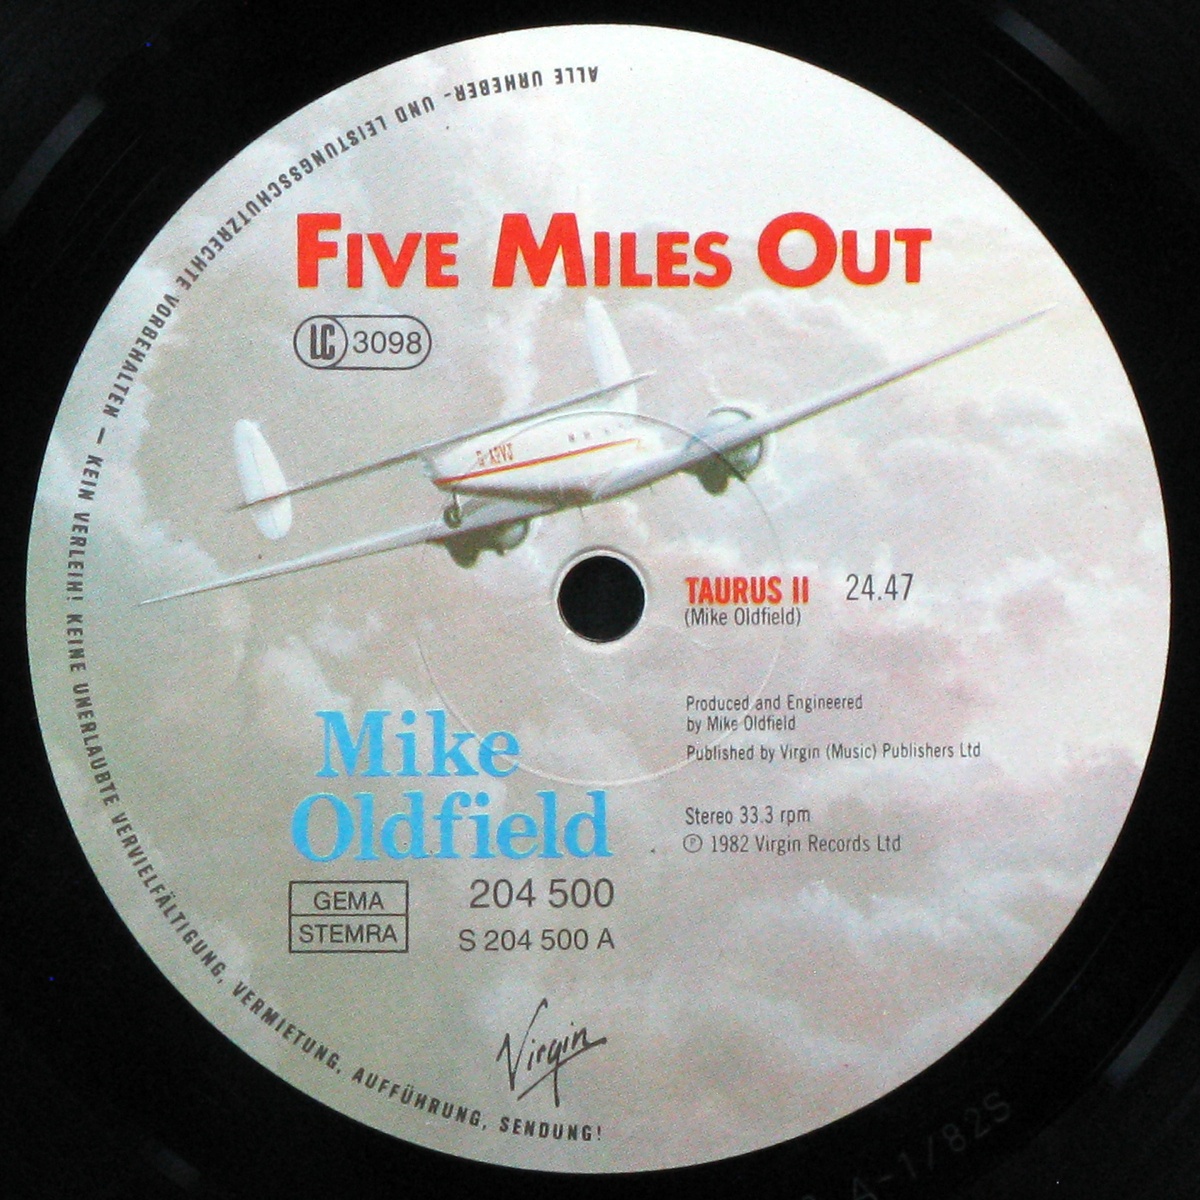 ALLE URHEBER- UND LEISTUNGSSCHUTZRECHTE VORBEHALTEN – KEIN VERLEIH! KEINE UNERLAUBTE VERVIELFÄLTIGUNG, VERMIETUNG, AUFFÜHRUNG, SENDUNG!
FIVE MILES OUT
LC 3098
TAURUS II 24.47
(Mike Oldfield)
Produced and Engineered
by Mike Oldfield
Published by Virgin (Music) Publishers Ltd
Mike
Oldfield
Stereo 33.3 rpm
Ⓟ 1982 Virgin Records Ltd
GEMA
STEMRA
204 500
S 204 500 A
Virgin
A-1/82S